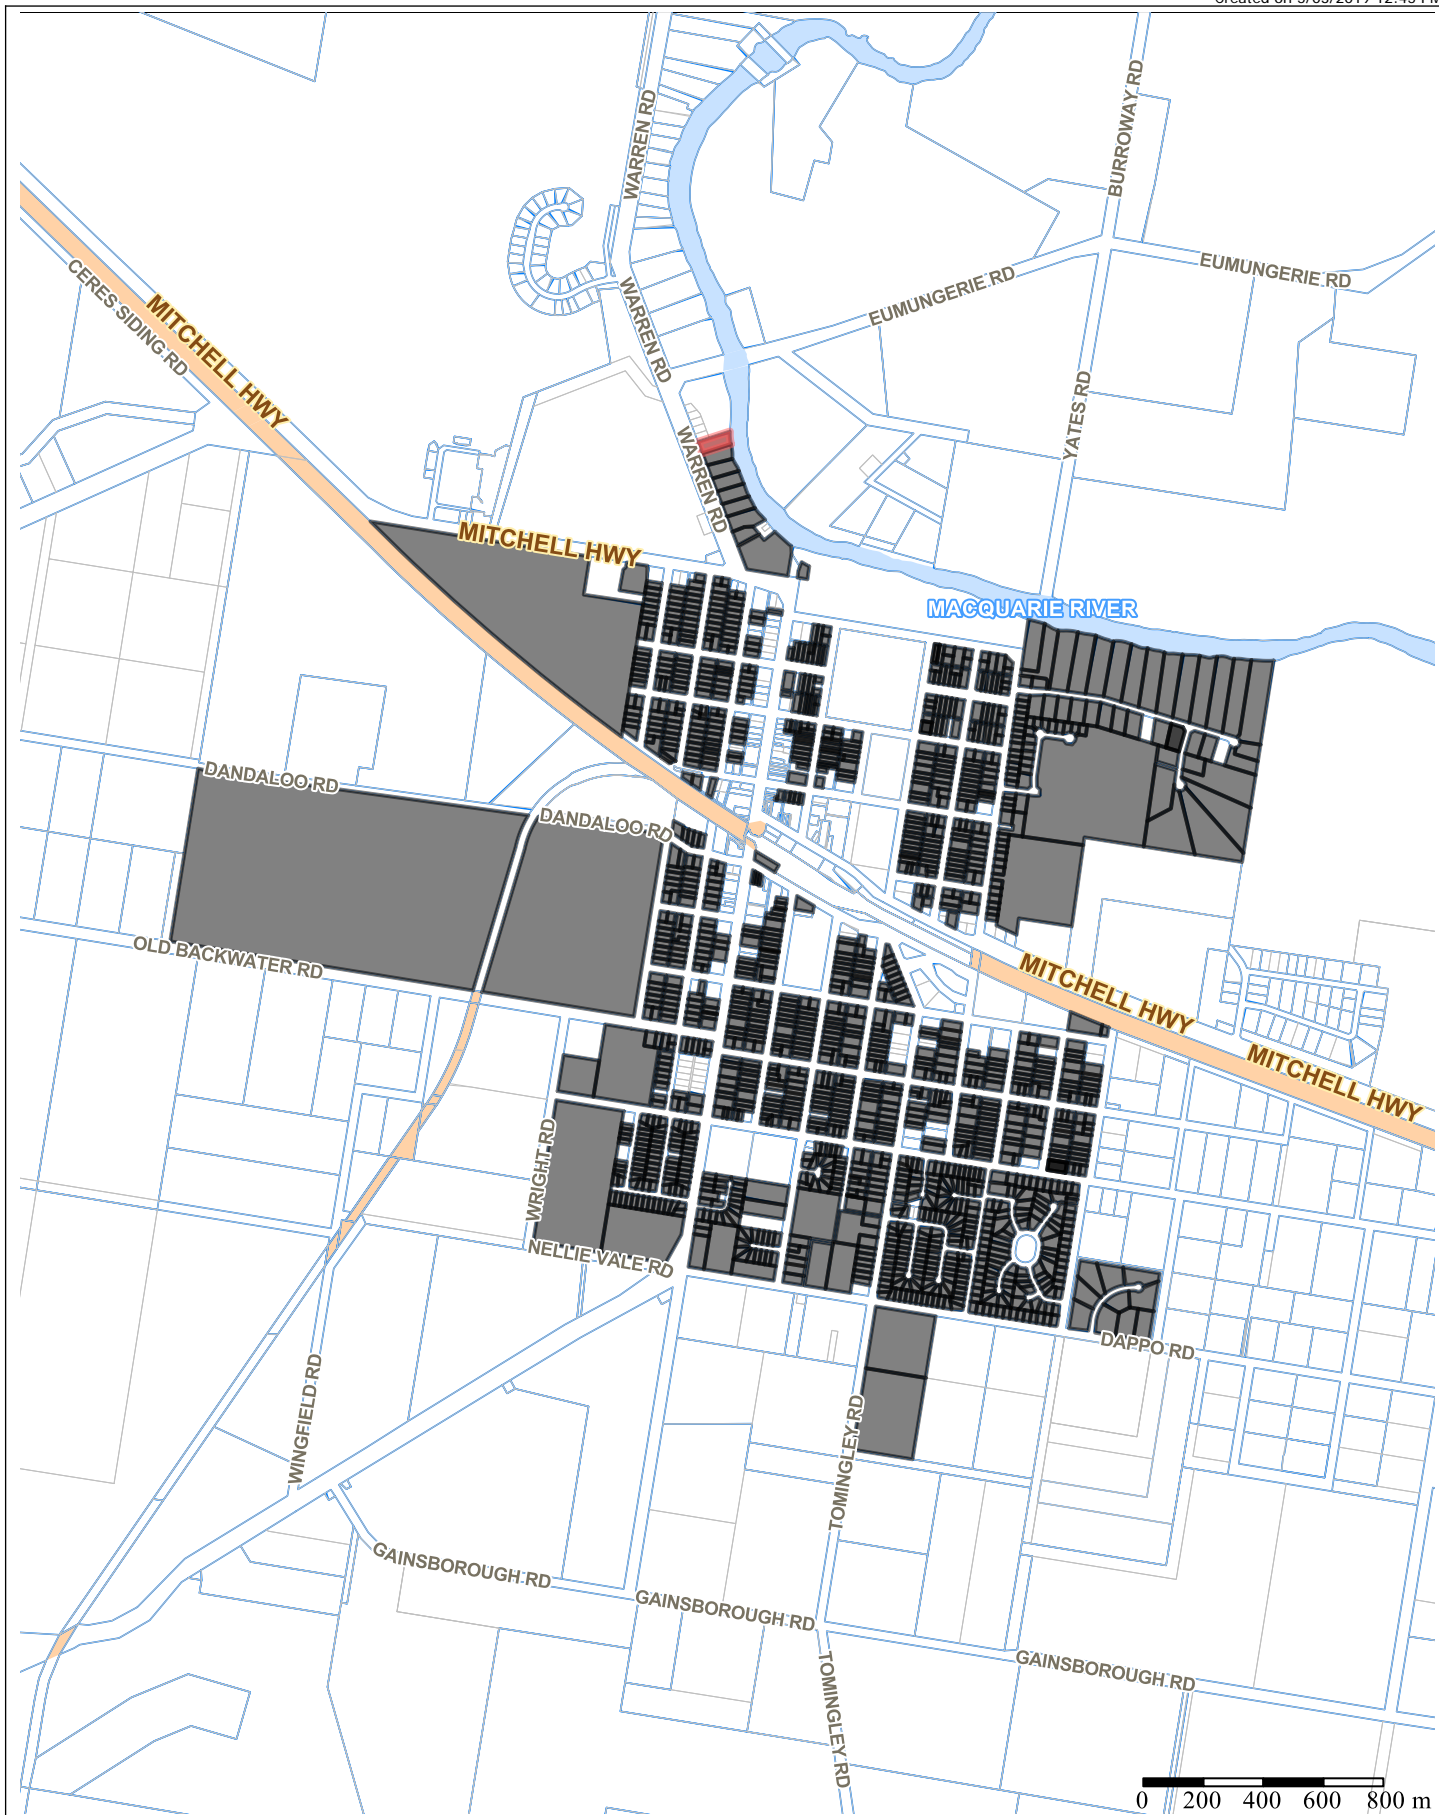 WARREN RD
BURROWAY RD
EUMUNGERIE RD
EUMUNGERIE RD
CERES SIDING RD
MITCHELL HWY
WARREN RD
YATES RD
WARREN RD
MITCHELL HWY
MACQUARIE RIVER
DANDALOO RD
DANDALOO RD
OLD BACKWATER RD
MITCHELL HWY
MITCHELL HWY
WRIGHT RD
NELLIE VALE RD
DAPPO RD
WINGFIELD RD
TOMINGLEY RD
GAINSBOROUGH RD
GAINSBOROUGH RD
GAINSBOROUGH RD
TOMINGLEY RD
0 200 400 600 800 m